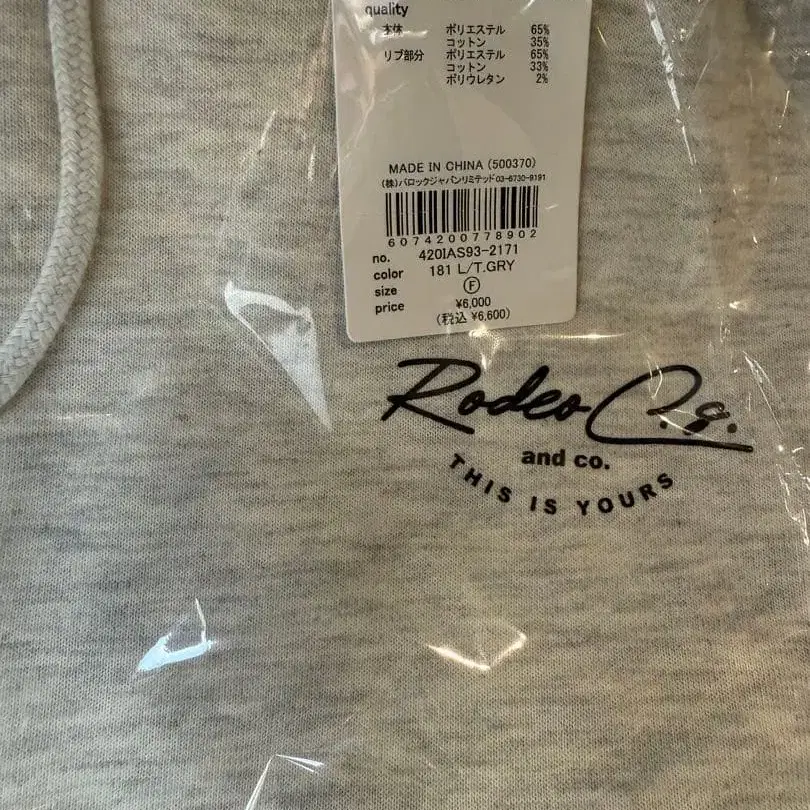 quality
本体 ポリエステル 65%
コットン 35%
リブ部分 ポリエステル 65%
コットン 33%
ポリウレタン 2%
MADE IN CHINA (500370)
(株)バロックジャパンリミテッド03-6730-9191
6074200778902
no. 420IAS93-2171
color 181 L/T.GRY
size Ⓕ
price ¥6,000
(税込 ¥6,600)
Rodeo C.s.
and co.
THIS IS YOURS